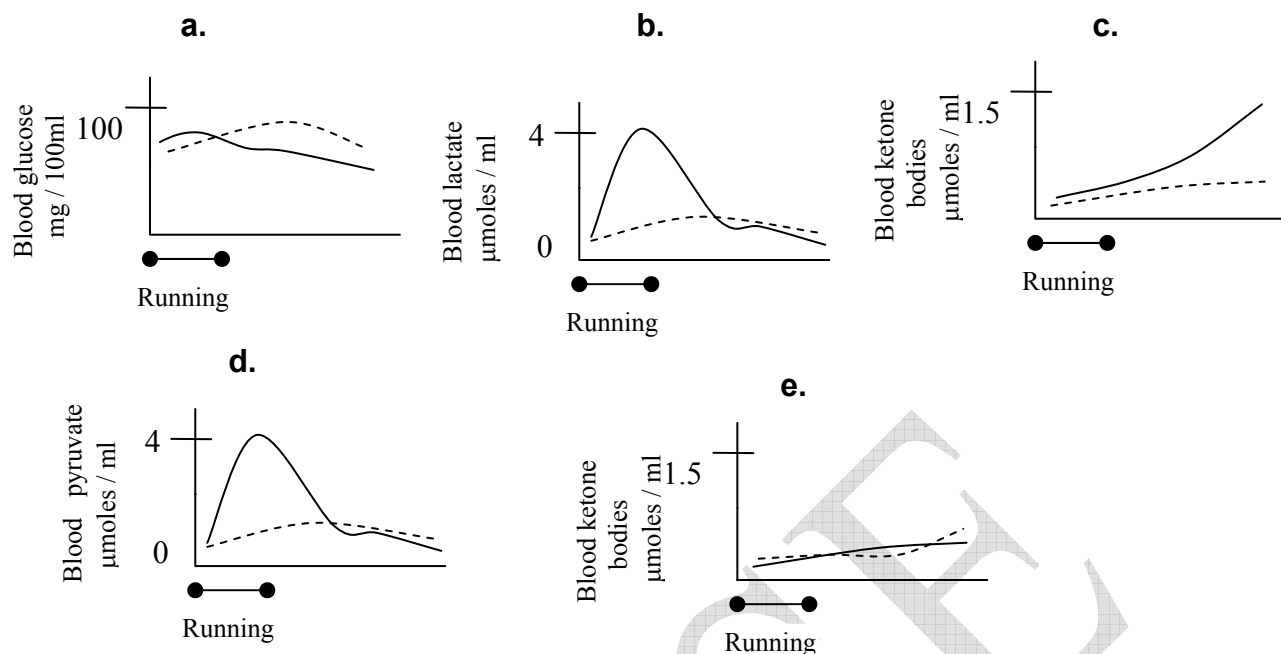 a.
Blood glucose
mg / 100ml
100
Running
b.
Blood lactate
μmoles / ml
4
0
Running
c.
Blood ketone
bodies
μmoles / ml
1.5
Running
d.
Blood pyruvate
μmoles / ml
4
0
Running
e.
Blood ketone
bodies
μmoles / ml
1.5
Running
E